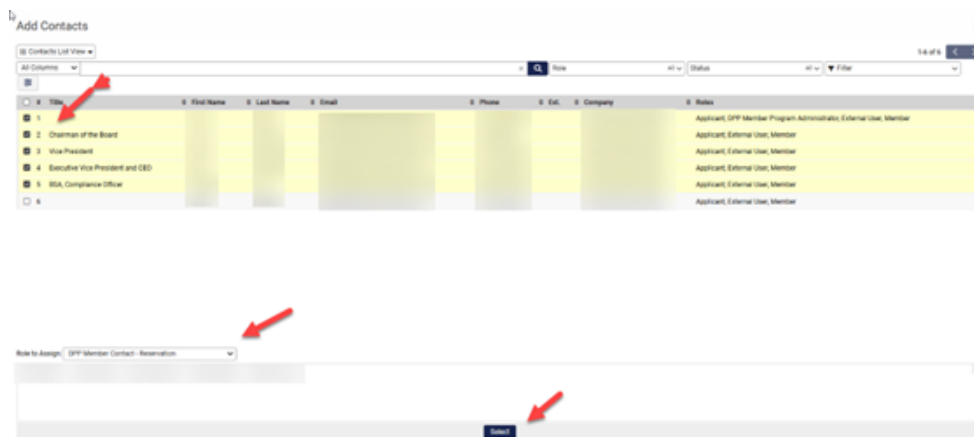 Add Contacts
Contacts List View
1-6 of 6
All Columns Role All Status All Filter
# Title First Name Last Name Email Phone Ext. Company Roles
1 Applicant, DPP Member Program Administrator, External User, Member
2 Chairman of the Board Applicant, External User, Member
3 Vice President Applicant, External User, Member
4 Executive Vice President and CEO Applicant, External User, Member
5 BSA, Compliance Officer Applicant, External User, Member
6 Applicant, External User, Member
Role to Assign: DPP Member Contact - Reservation
Select